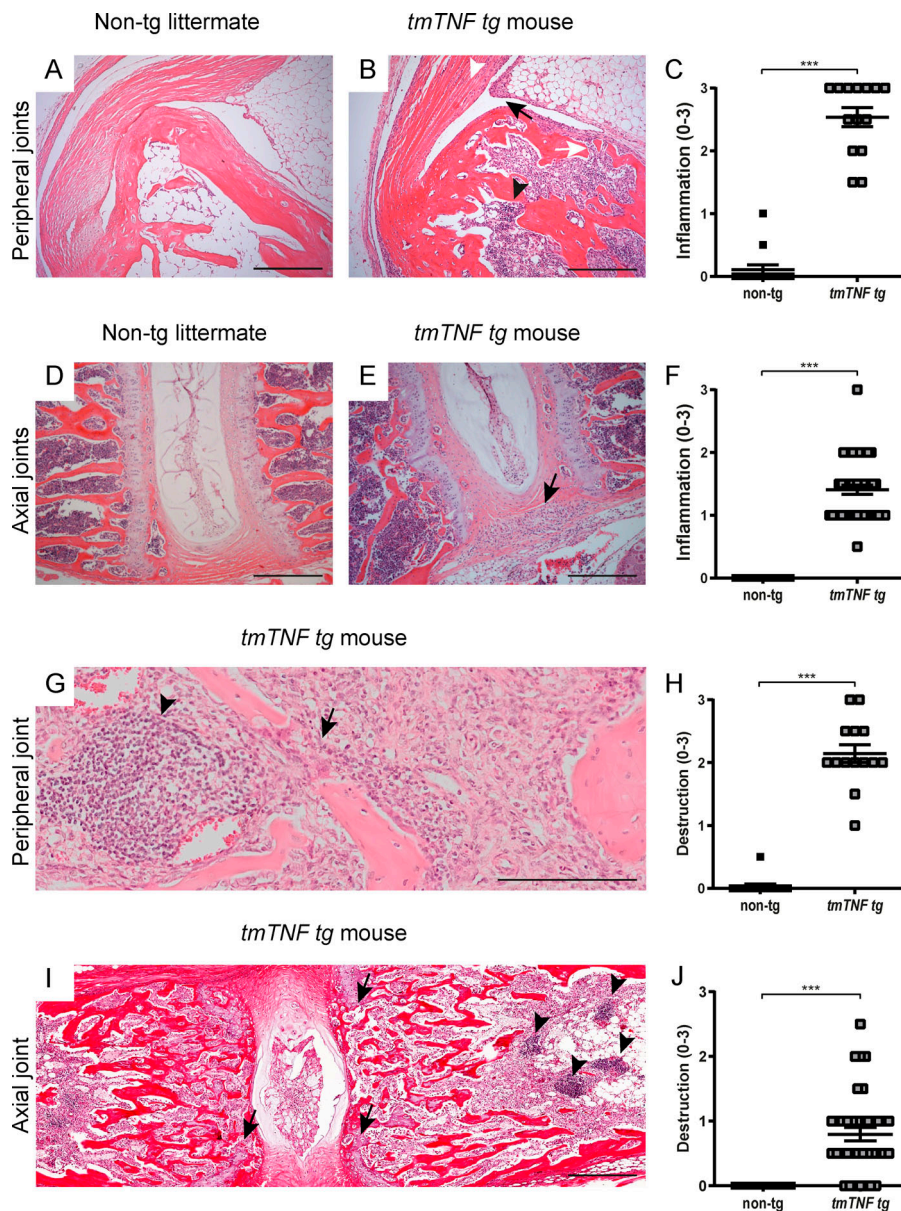 Non-tg littermate
tmTNF tg mouse
Peripheral joints
A
B
C
***
Inflammation (0-3)
3
2
1
0
non-tg
tmTNF tg
Non-tg littermate
tmTNF tg mouse
Axial joints
D
E
F
***
Inflammation (0-3)
3
2
1
0
non-tg
tmTNF tg
tmTNF tg mouse
Peripheral joint
G
H
***
Destruction (0-3)
3
2
1
0
non-tg
tmTNF tg
tmTNF tg mouse
Axial joint
I
J
***
Destruction (0-3)
3
2
1
0
non-tg
tmTNF tg